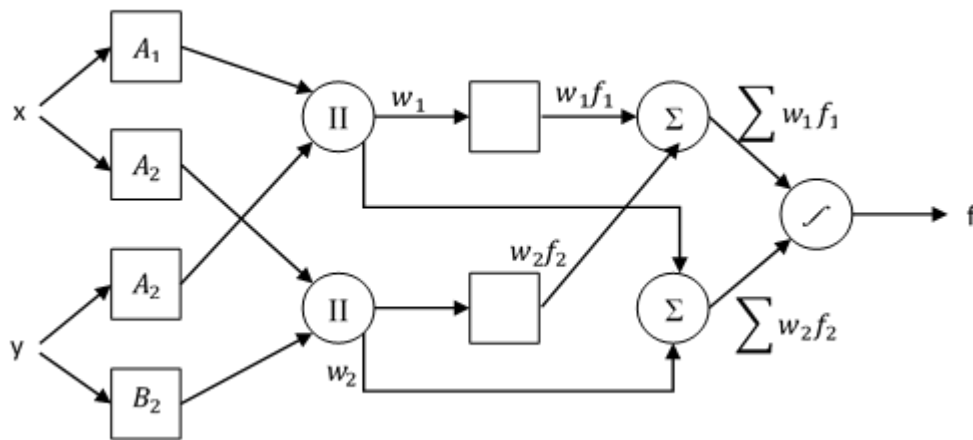 A₁
x
A₂
A₂
y
B₂
II
II
w₁
w₂
w₁f₁
w₂f₂
Σ
Σ
∑ w₁f₁
∑ w₂f₂
∫
f